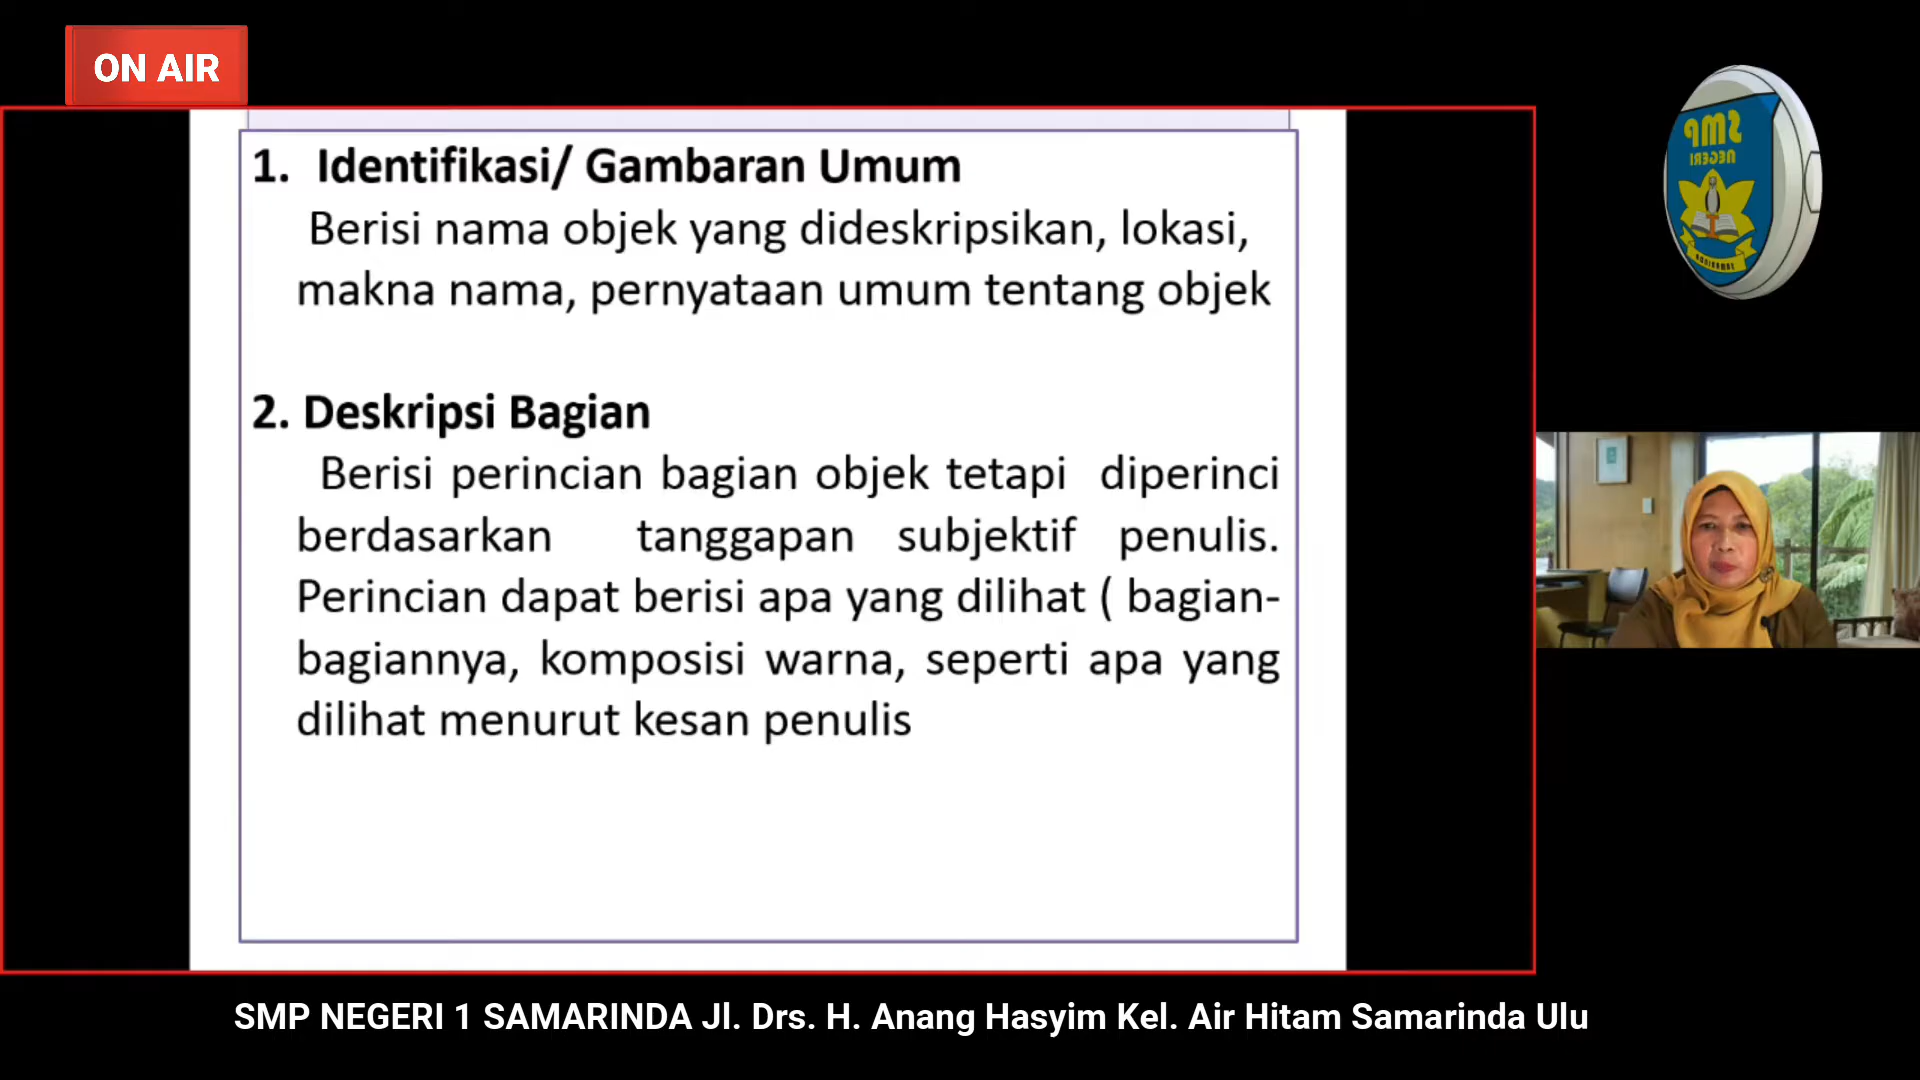 ON AIR
1. Identifikasi/ Gambaran Umum
Berisi nama objek yang dideskripsikan, lokasi,
makna nama, pernyataan umum tentang objek
2. Deskripsi Bagian
Berisi perincian bagian objek tetapi diperinci
berdasarkan tanggapan subjektif penulis.
Perincian dapat berisi apa yang dilihat ( bagian-
bagiannya, komposisi warna, seperti apa yang
dilihat menurut kesan penulis
SMP
NEGERI
SAMARINDA
SMP NEGERI 1 SAMARINDA Jl. Drs. H. Anang Hasyim Kel. Air Hitam Samarinda Ulu